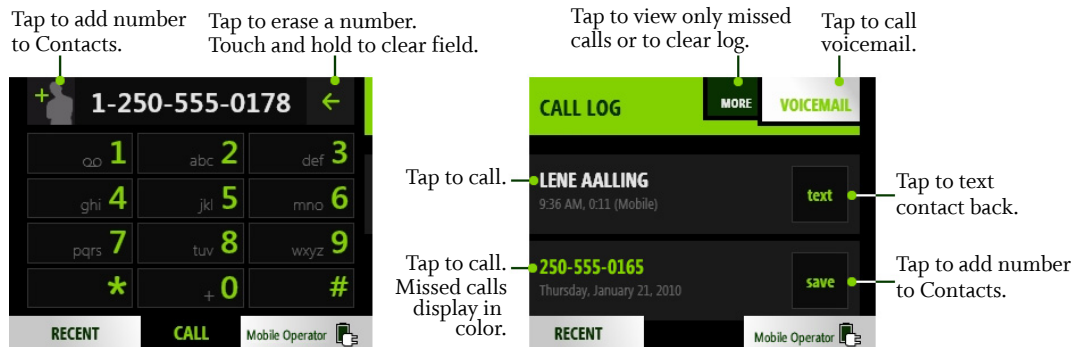 Tap to add number
to Contacts.
Tap to erase a number.
Touch and hold to clear field.
+ 1-250-555-0178 ←
1 abc 2 def 3
ghi 4 jkl 5 mno 6
pqrs 7 tuv 8 wxyz 9
* + 0 #
RECENT CALL Mobile Operator
Tap to view only missed
calls or to clear log.
Tap to call
voicemail.
CALL LOG MORE VOICEMAIL
Tap to call.
LENE AALLING
9:36 AM, 0:11 (Mobile)
text
Tap to text
contact back.
Tap to call.
Missed calls
display in
color.
250-555-0165
Thursday, January 21, 2010
save
Tap to add number
to Contacts.
RECENT Mobile Operator